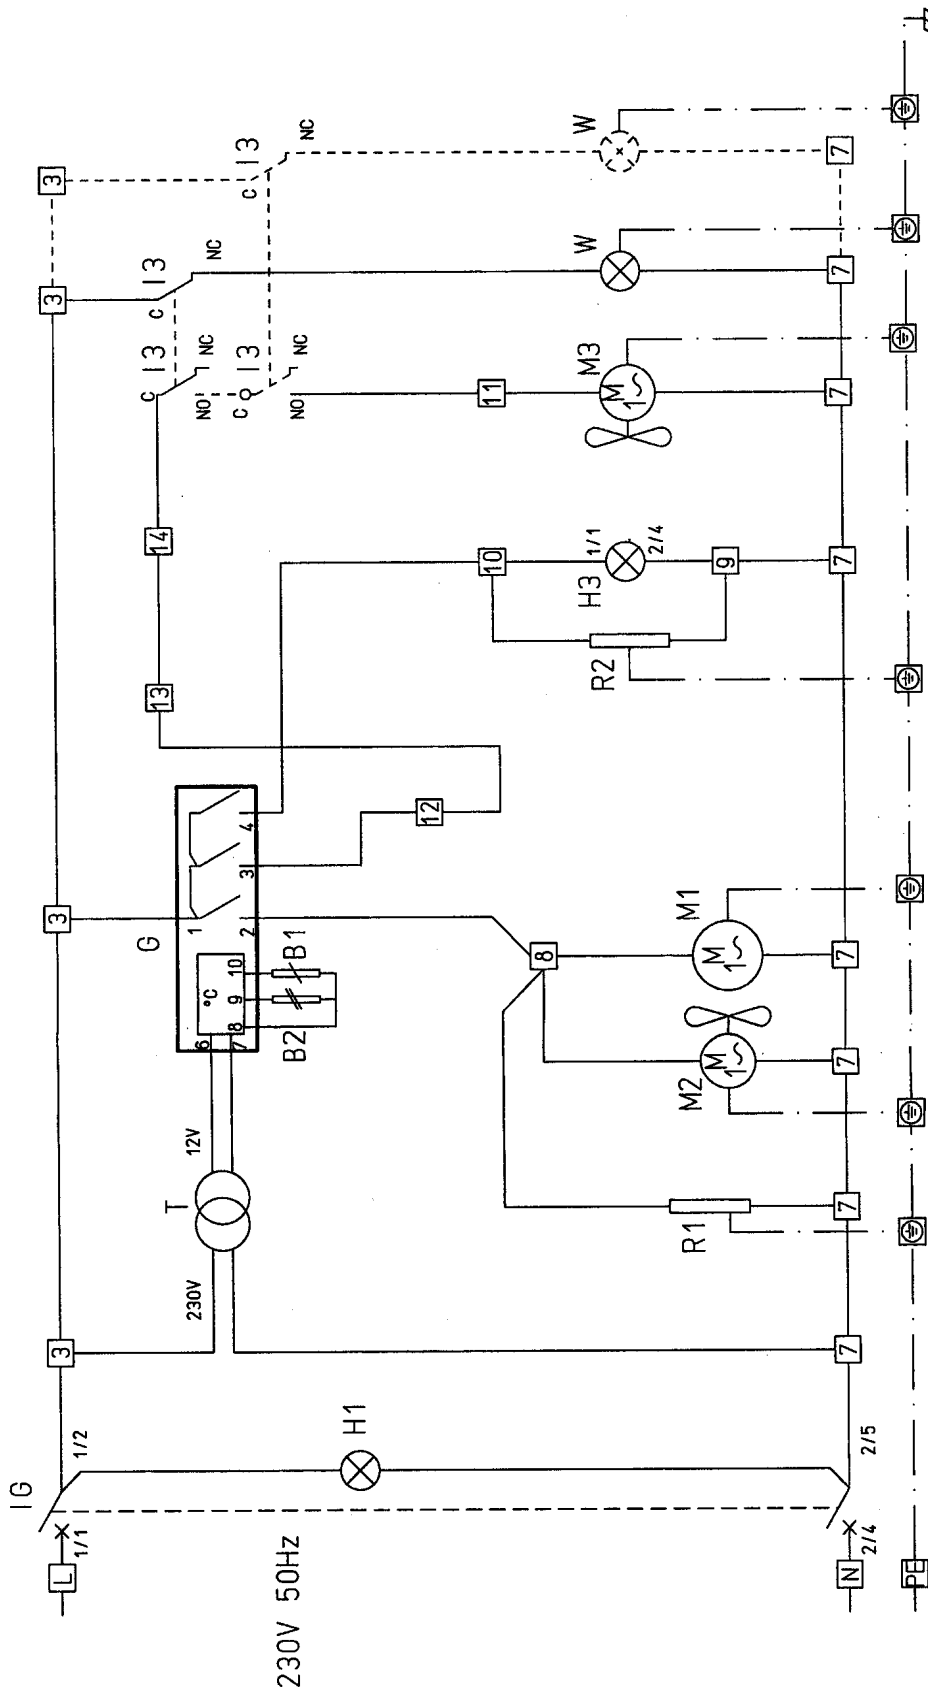 230V 50Hz
IG
L
1/1
1/2
H1
N
2/4
2/5
PE
3
230V
T
12V
7
G
6
7
°C
8
9
10
B2
B1
1
2
3
4
3
R1
7
M2
M
1~
7
8
M1
M
1~
7
12
13
14
10
R2
H3
1/1
2/4
9
7
C
I3
NC
NO
C
I3
NC
NO
11
M3
M
1~
7
3
C
I3
NC
W
7
3
C
I3
NC
W
7